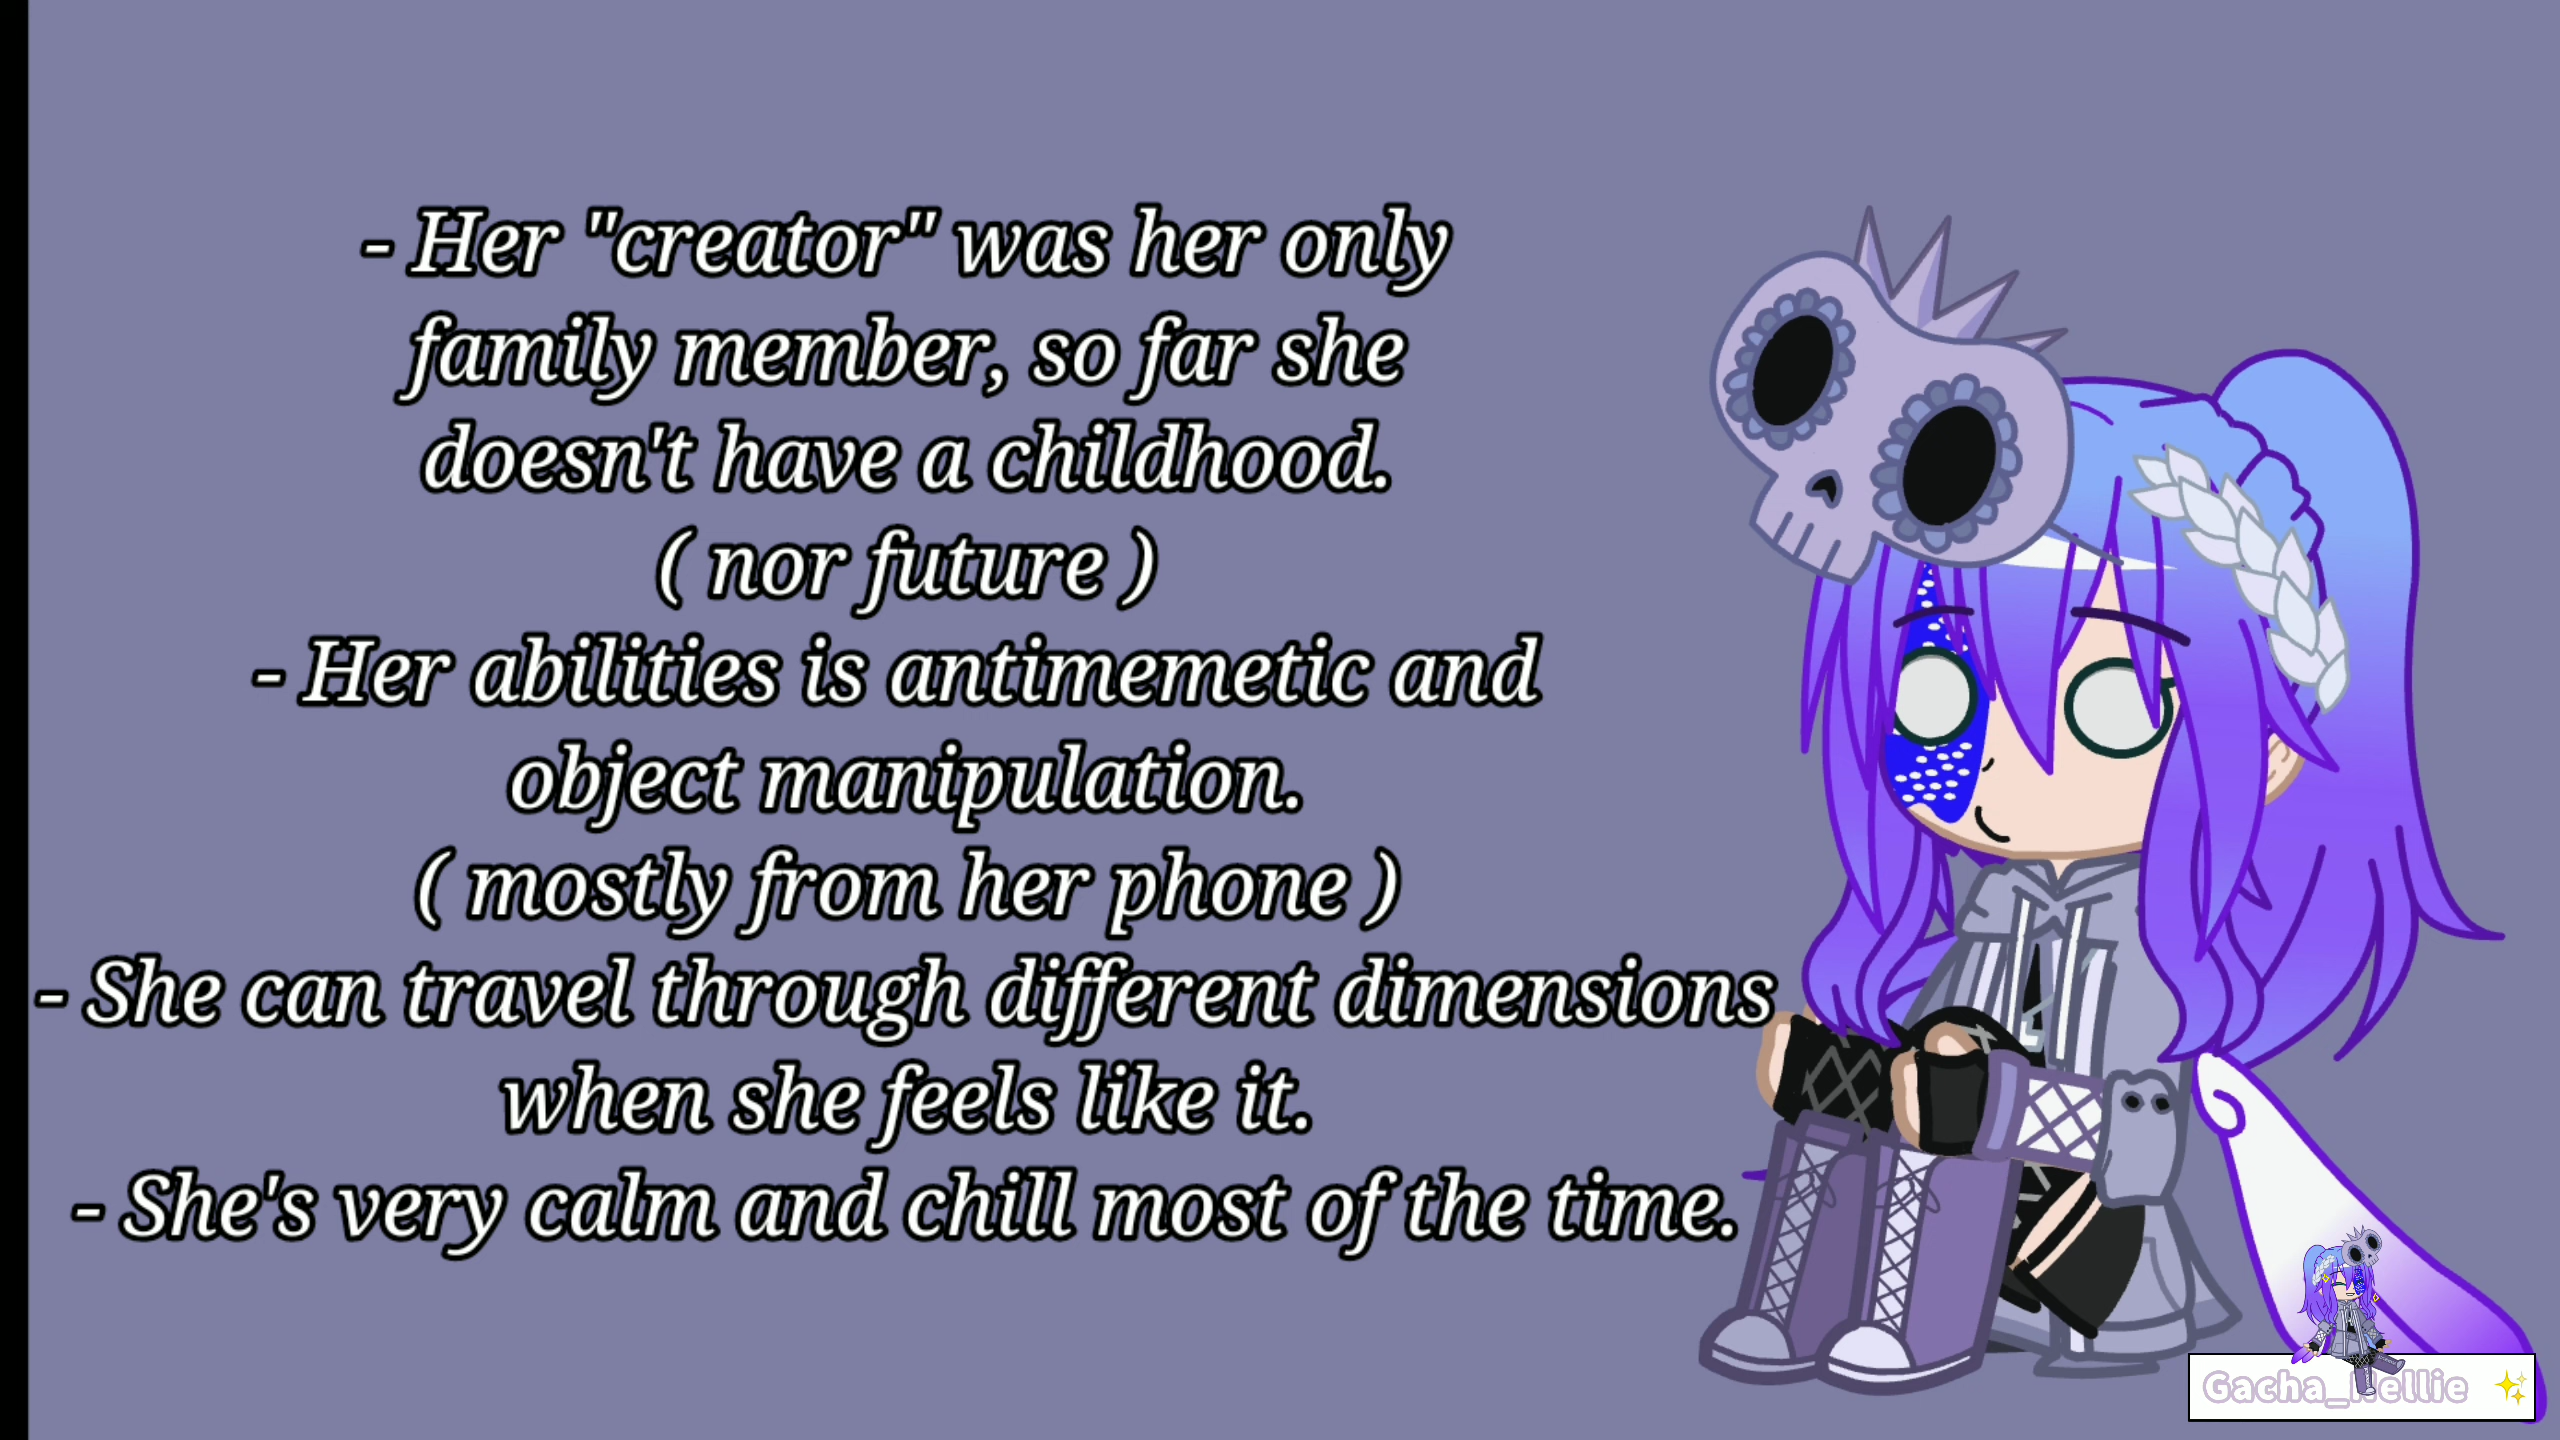 - Her "creator" was her only
family member, so far she
doesn't have a childhood.
( nor future )
- Her abilities is antimemetic and
object manipulation.
( mostly from her phone )
- She can travel through different dimensions
when she feels like it.
- She's very calm and chill most of the time.
Gacha_Nellie